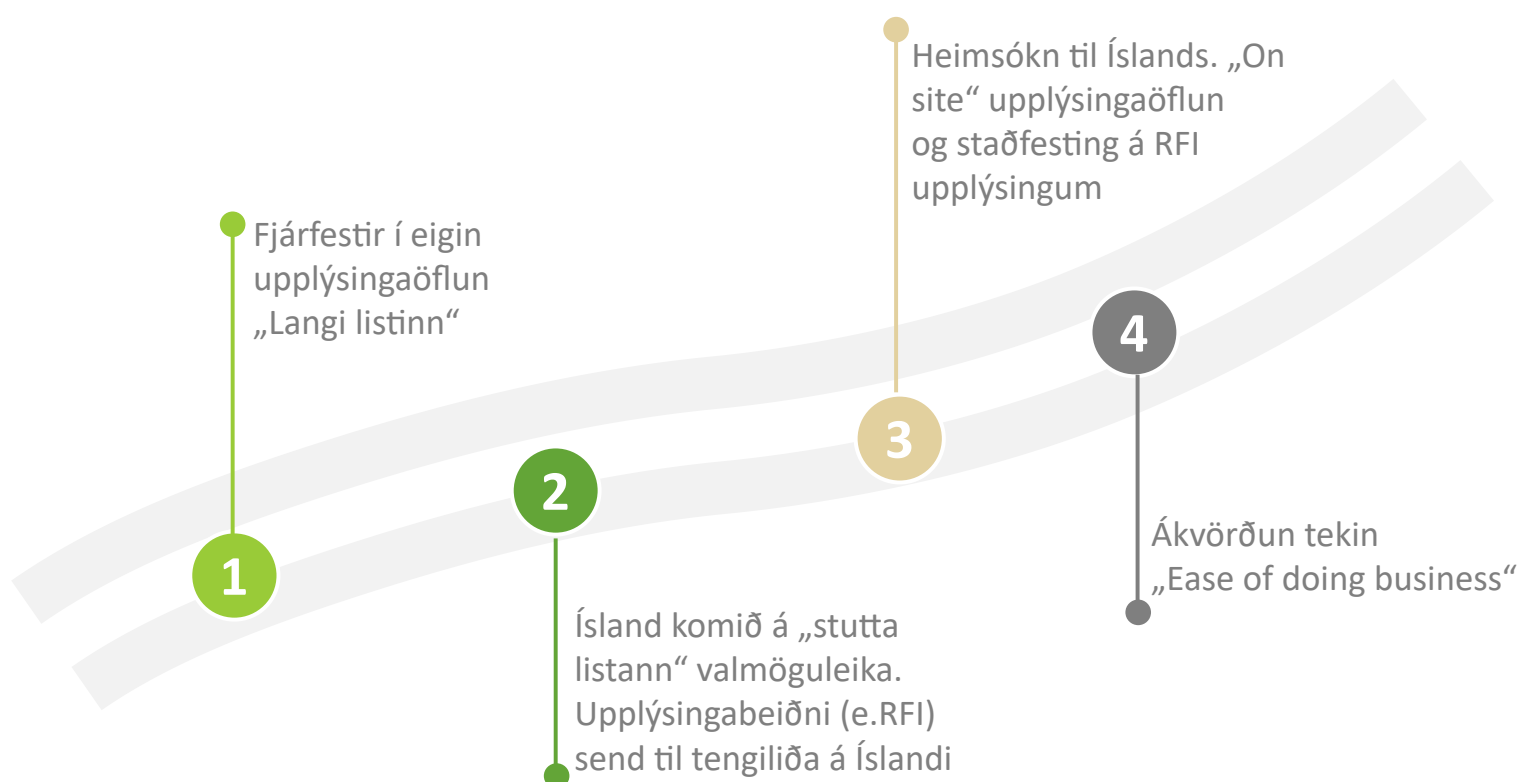 1
Fjárfestir í eigin
upplýsingaöflun
„Langi listinn“
2
Ísland komið á „stutta
listann“ valmöguleika.
Upplýsingabeiðni (e.RFI)
send til tengiliða á Íslandi
3
Heimsókn til Íslands. „On
site“ upplýsingaöflun
og staðfesting á RFI
upplýsingum
4
Ákvörðun tekin
„Ease of doing business“